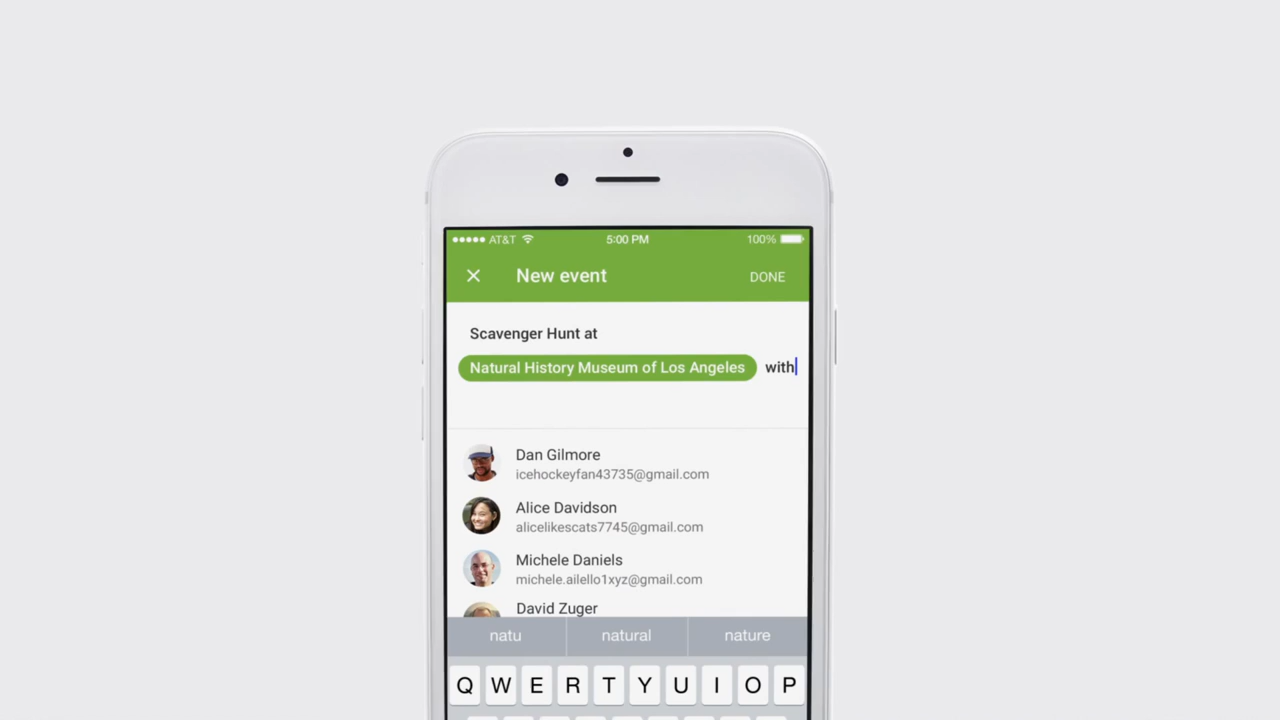 AT&T 5:00 PM 100%
New event DONE
Scavenger Hunt at
Natural History Museum of Los Angeles with
Dan Gilmore
icehockeyfan43735@gmail.com
Alice Davidson
alicelikescats7745@gmail.com
Michele Daniels
michele.ailello1xyz@gmail.com
David Zuger
natu natural nature
Q W E R T Y U I O P